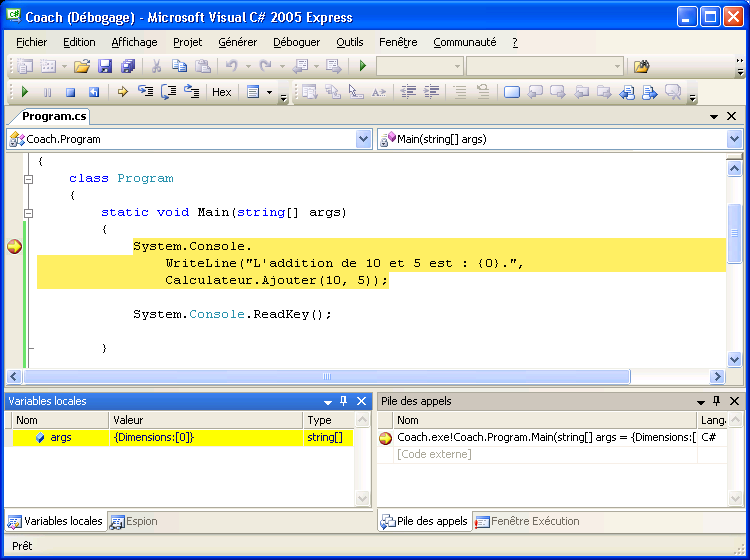 Coach (Débogage) - Microsoft Visual C# 2005 Express
Fichier Edition Affichage Projet Générer Déboguer Outils Fenêtre Communauté ?
Hex
Program.cs
Coach.Program Main(string[] args)
{
class Program
{
static void Main(string[] args)
{
System.Console.
WriteLine("L'addition de 10 et 5 est : {0}.",
Calculateur.Ajouter(10, 5));
System.Console.ReadKey();
}
Variables locales
Nom Valeur Type
args {Dimensions:[0]} string[]
Variables locales Espion
Pile des appels
Nom Lang
Coach.exe!Coach.Program.Main(string[] args = {Dimensions:[ C#
[Code externe]
Pile des appels Fenêtre Exécution
Prêt